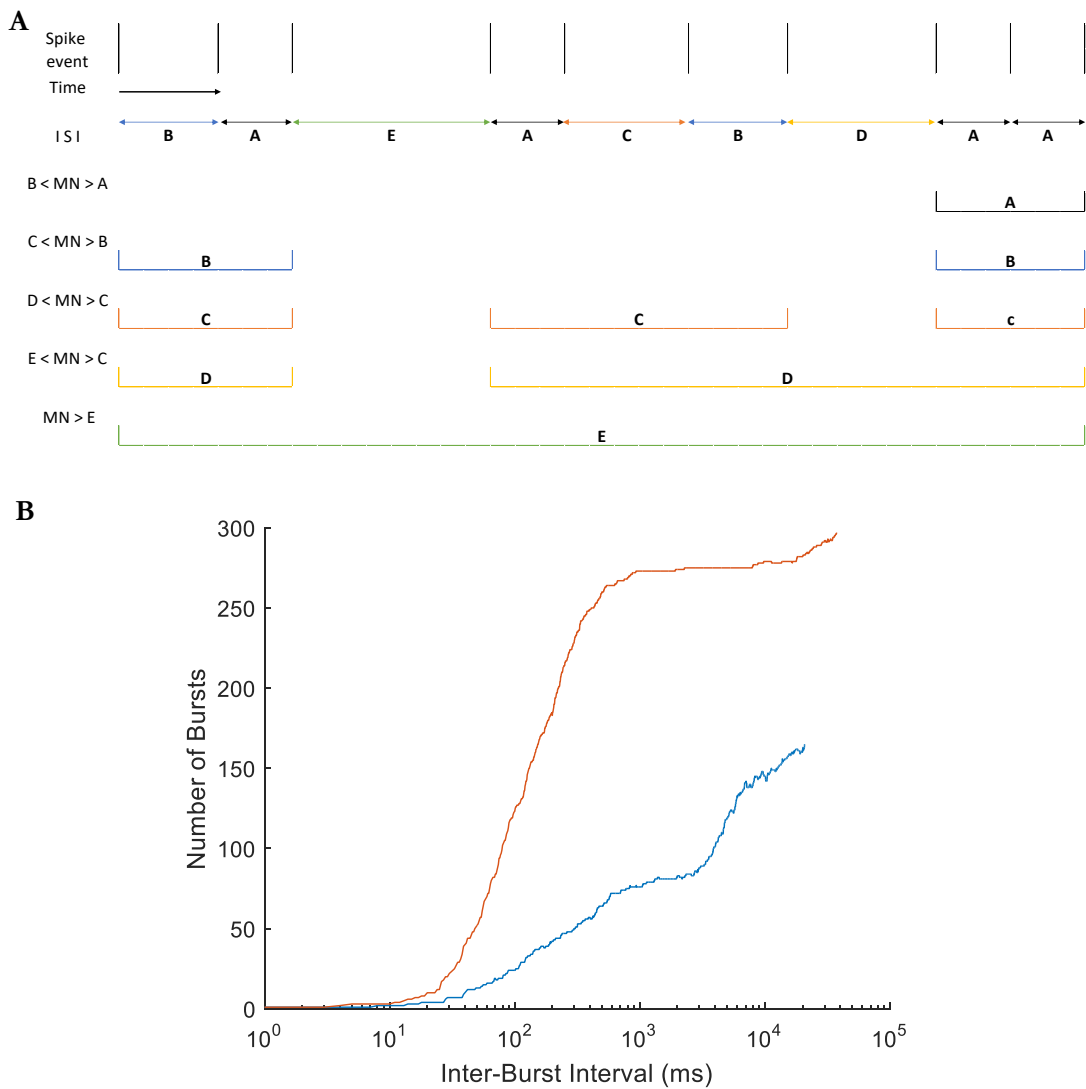 A
Spike
event
Time
I S I
B A E A C B D A A
B < MN > A
A
C < MN > B
B B
D < MN > C
C C c
E < MN > C
D D
MN > E
E
B
300
250
200
150
100
50
0
Number of Bursts
10^0 10^1 10^2 10^3 10^4 10^5
Inter-Burst Interval (ms)